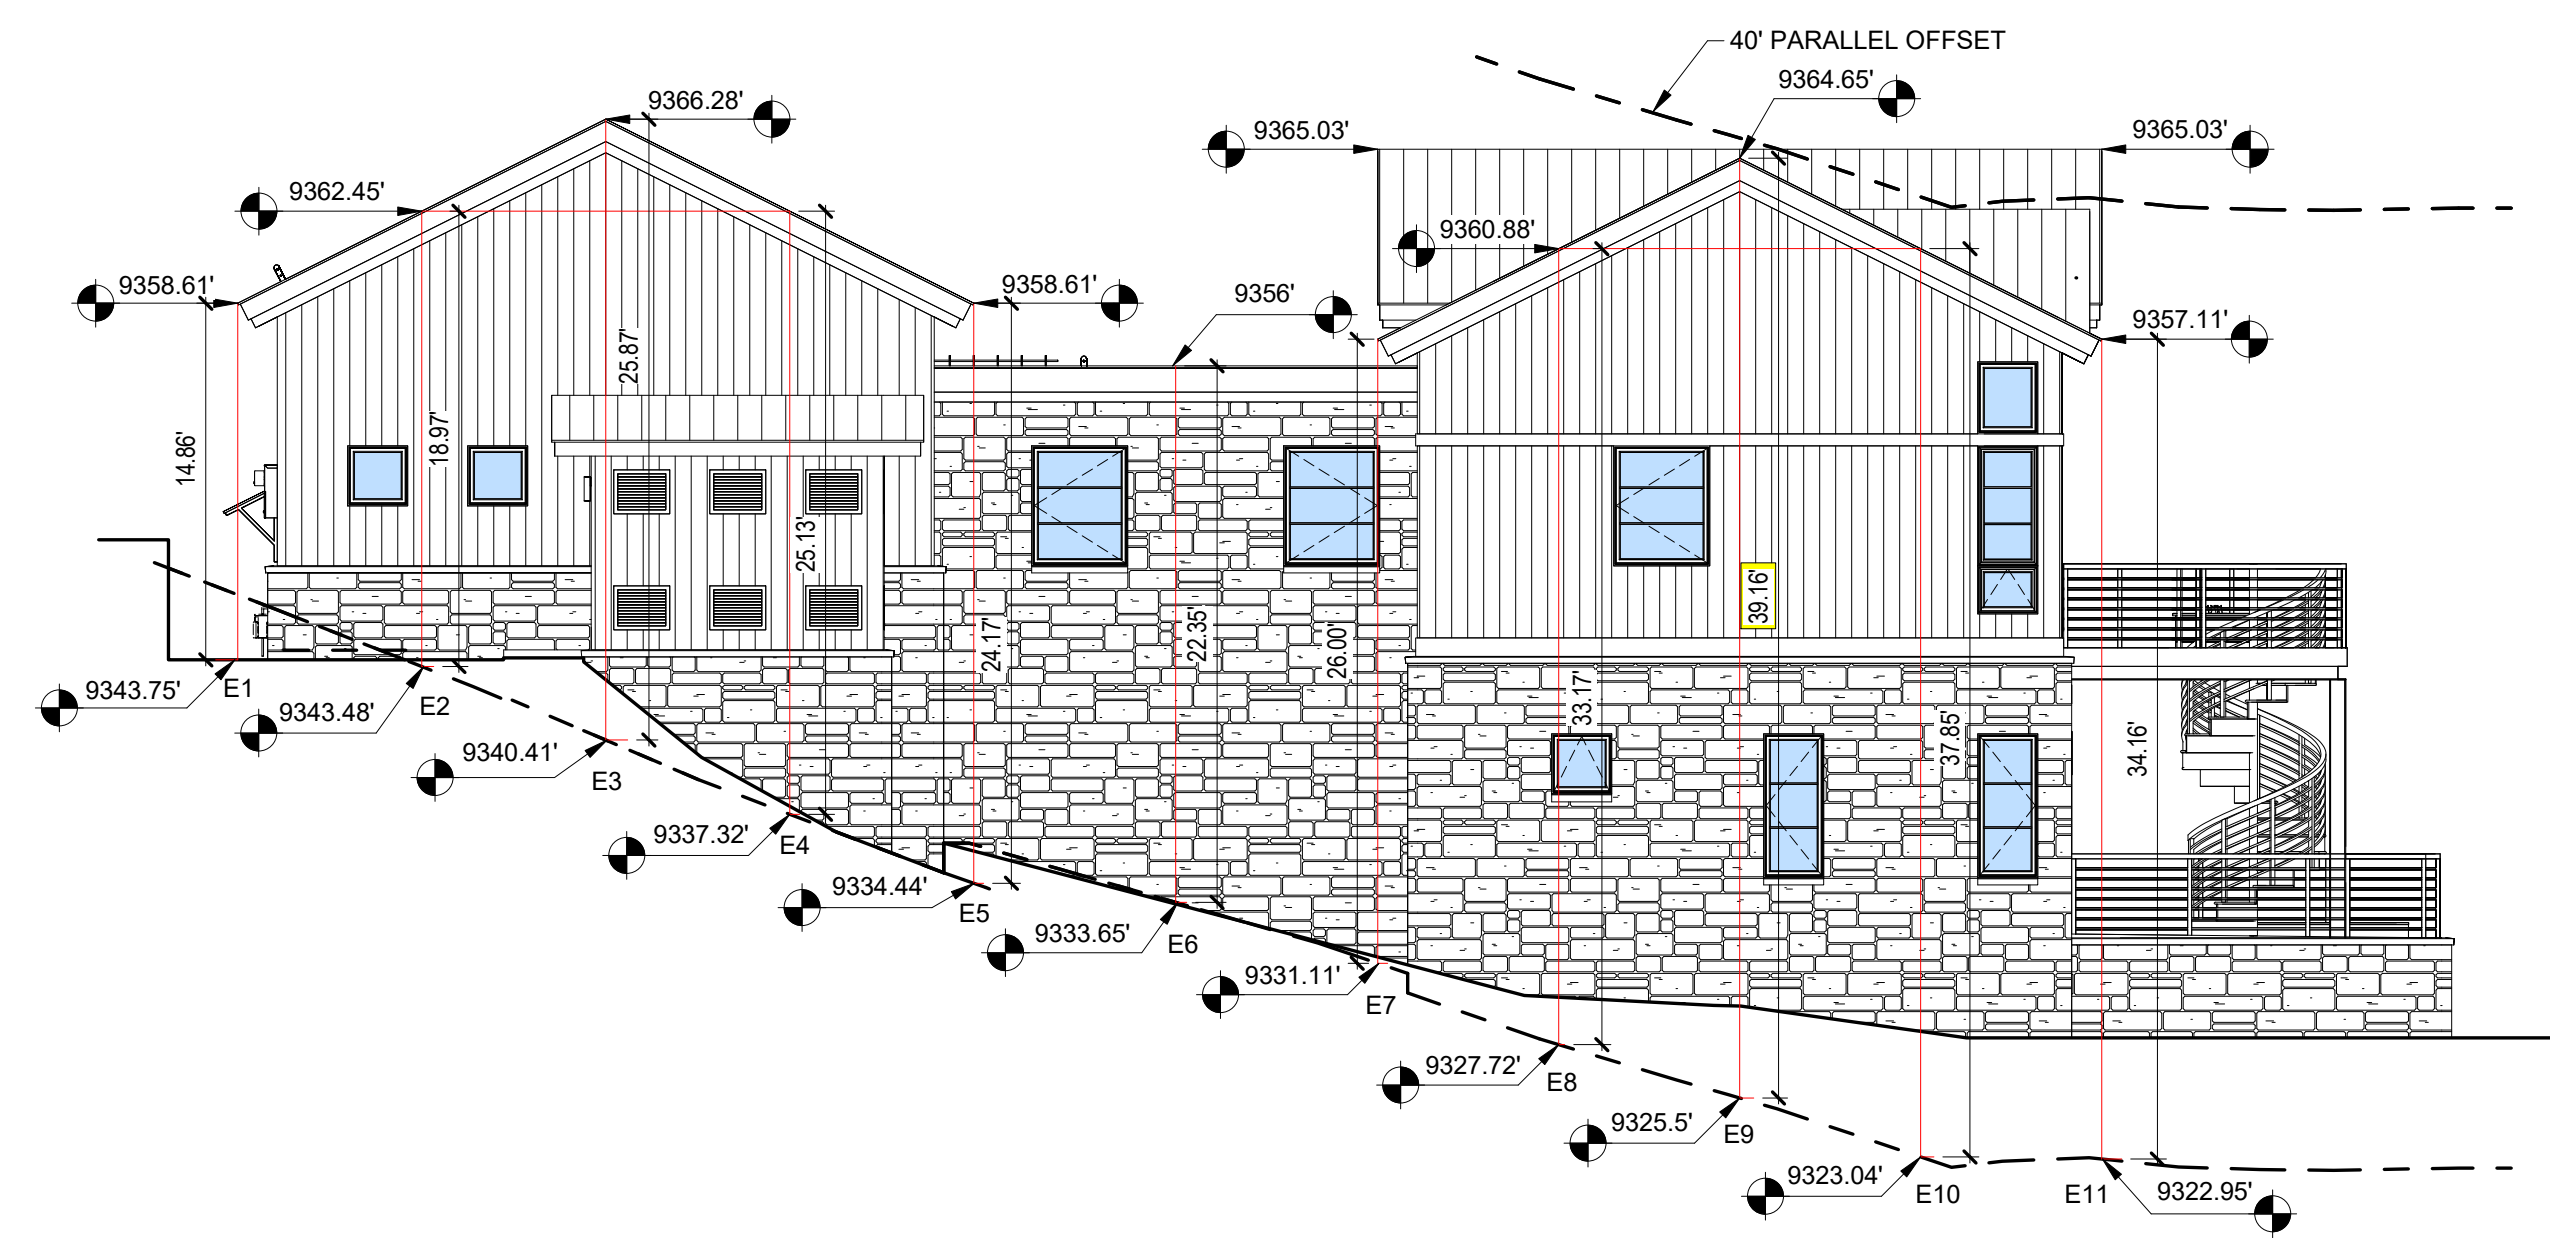 40' PARALLEL OFFSET
9364.65'
9366.28'
9365.03'
9365.03'
9362.45'
9360.88'
9358.61'
9358.61'
9356'
9357.11'
25.87'
18.97'
14.86'
25.13'
39.16'
24.17'
22.35'
26.00'
33.17'
37.85'
34.16'
9343.75'
E1
9343.48'
E2
9340.41'
E3
9337.32'
E4
9334.44'
E5
9333.65'
E6
9331.11'
E7
9327.72'
E8
9325.5'
E9
9323.04'
E10
E11
9322.95'